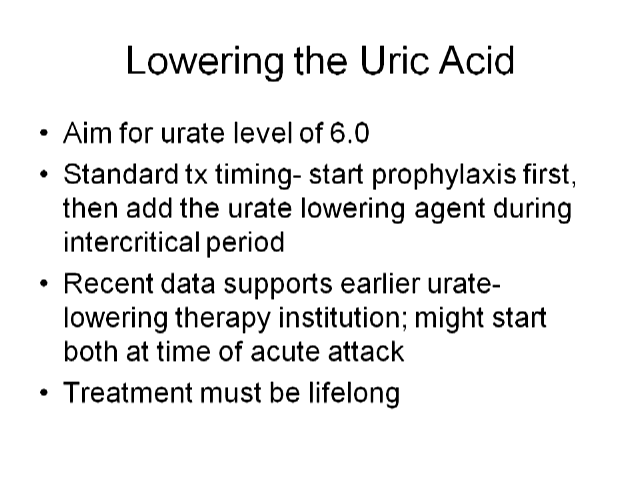 Lowering the Uric Acid
• Aim for urate level of 6.0
• Standard tx timing- start prophylaxis first,
then add the urate lowering agent during
intercritical period
• Recent data supports earlier urate-
lowering therapy institution; might start
both at time of acute attack
• Treatment must be lifelong